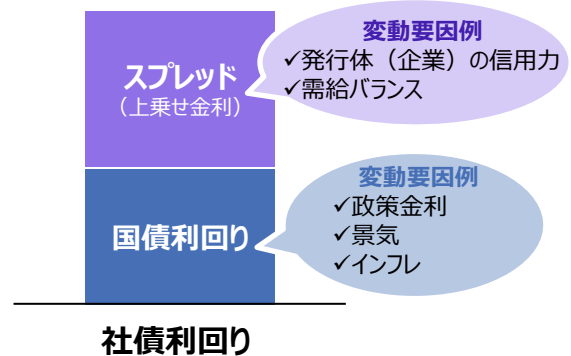 変動要因例
✓発行体（企業）の信用力
✓需給バランス
スプレッド
（上乗せ金利）
変動要因例
✓政策金利
✓景気
✓インフレ
国債利回り
社債利回り